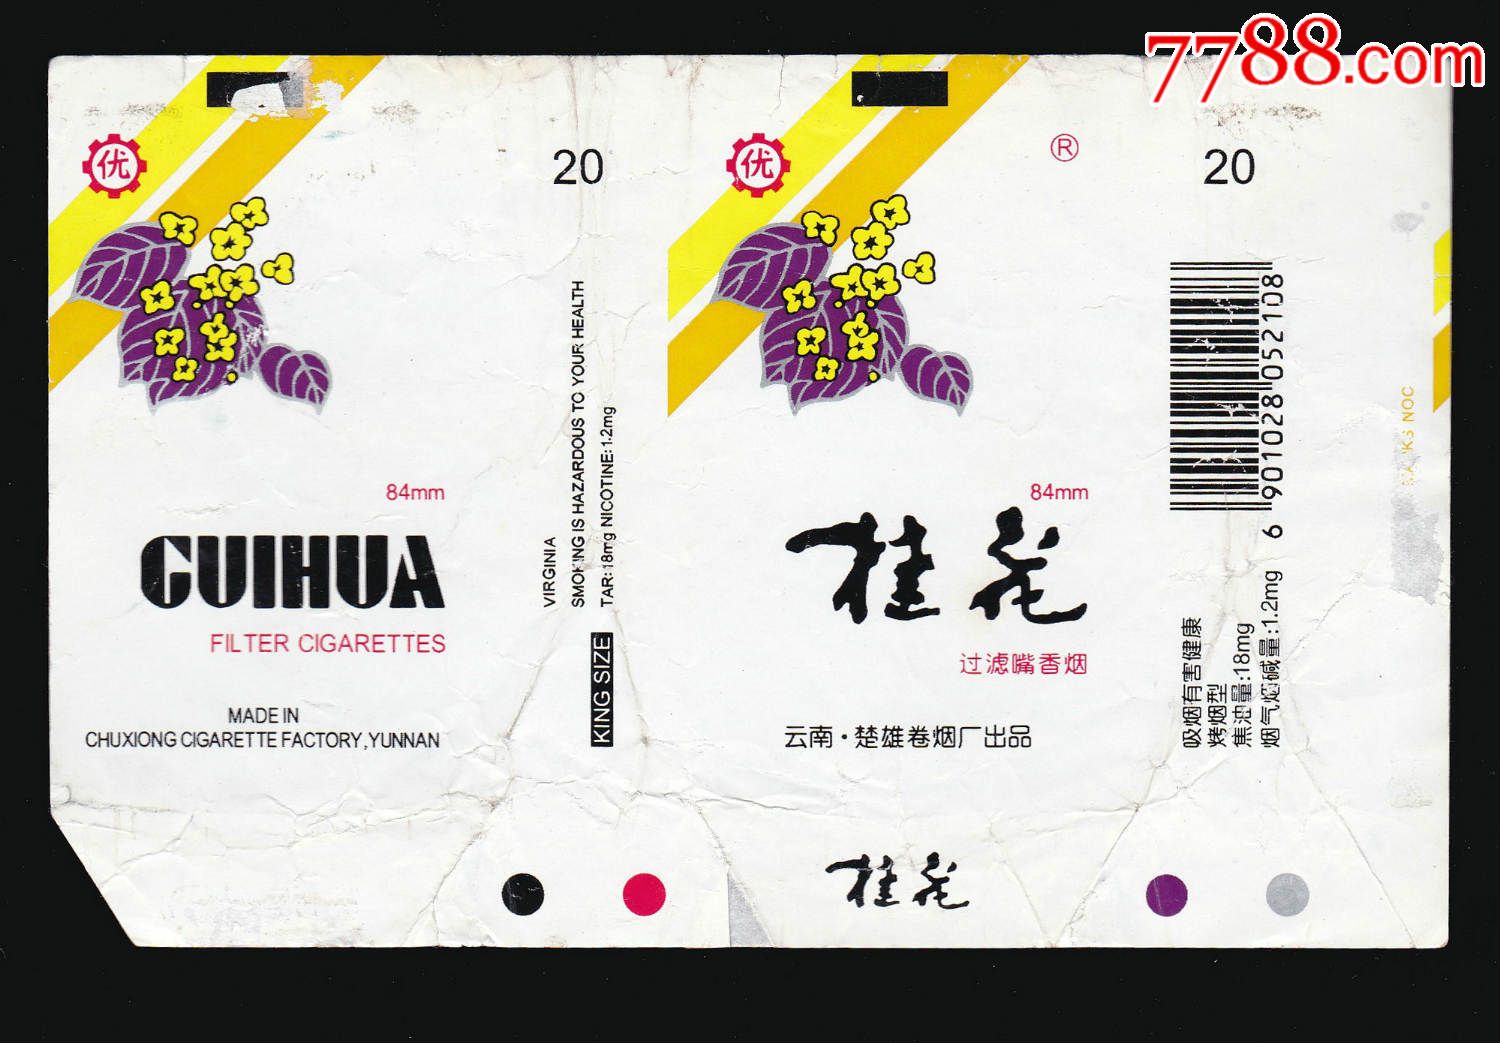 7788.com
优
20
84mm
GUIHUA
FILTER CIGARETTES
MADE IN
CHUXIONG CIGARETTE FACTORY,YUNNAN
VIRGINIA
SMOKING IS HAZARDOUS TO YOUR HEALTH
TAR:18mg NICOTINE:1.2mg
KING SIZE
优
®
84mm
桂花
过滤嘴香烟
云南·楚雄卷烟厂出品
桂花
20
6 901028 052108
吸烟有害健康
烤烟型
焦油量:18mg
烟气烟碱量:1.2mg